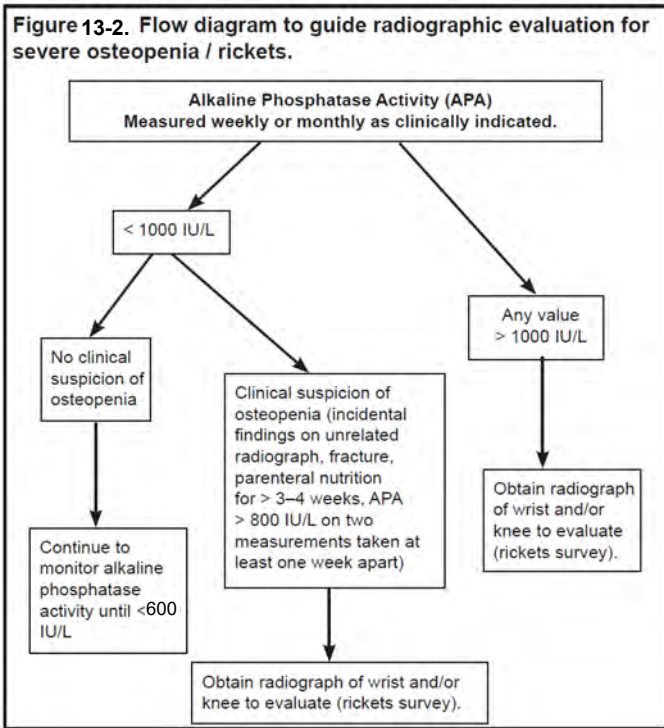 Figure 13-2. Flow diagram to guide radiographic evaluation for
severe osteopenia / rickets.
Alkaline Phosphatase Activity (APA)
Measured weekly or monthly as clinically indicated.
< 1000 IU/L
Any value
> 1000 IU/L
No clinical
suspicion of
osteopenia
Clinical suspicion of
osteopenia (incidental
findings on unrelated
radiograph, fracture,
parenteral nutrition
for > 3–4 weeks, APA
> 800 IU/L on two
measurements taken at
least one week apart)
Obtain radiograph
of wrist and/or
knee to evaluate
(rickets survey).
Continue to
monitor alkaline
phosphatase
activity until <600
IU/L
Obtain radiograph of wrist and/or
knee to evaluate (rickets survey).